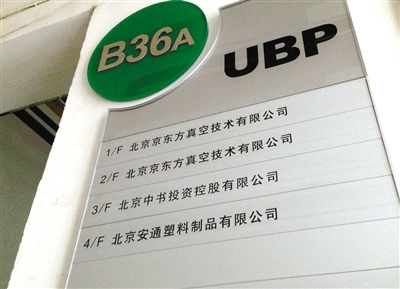 B36A
UBP
1/F 北京京东方真空技术有限公司
2/F 北京京东方真空技术有限公司
3/F 北京中书投资控股有限公司
4/F 北京安通塑料制品有限公司